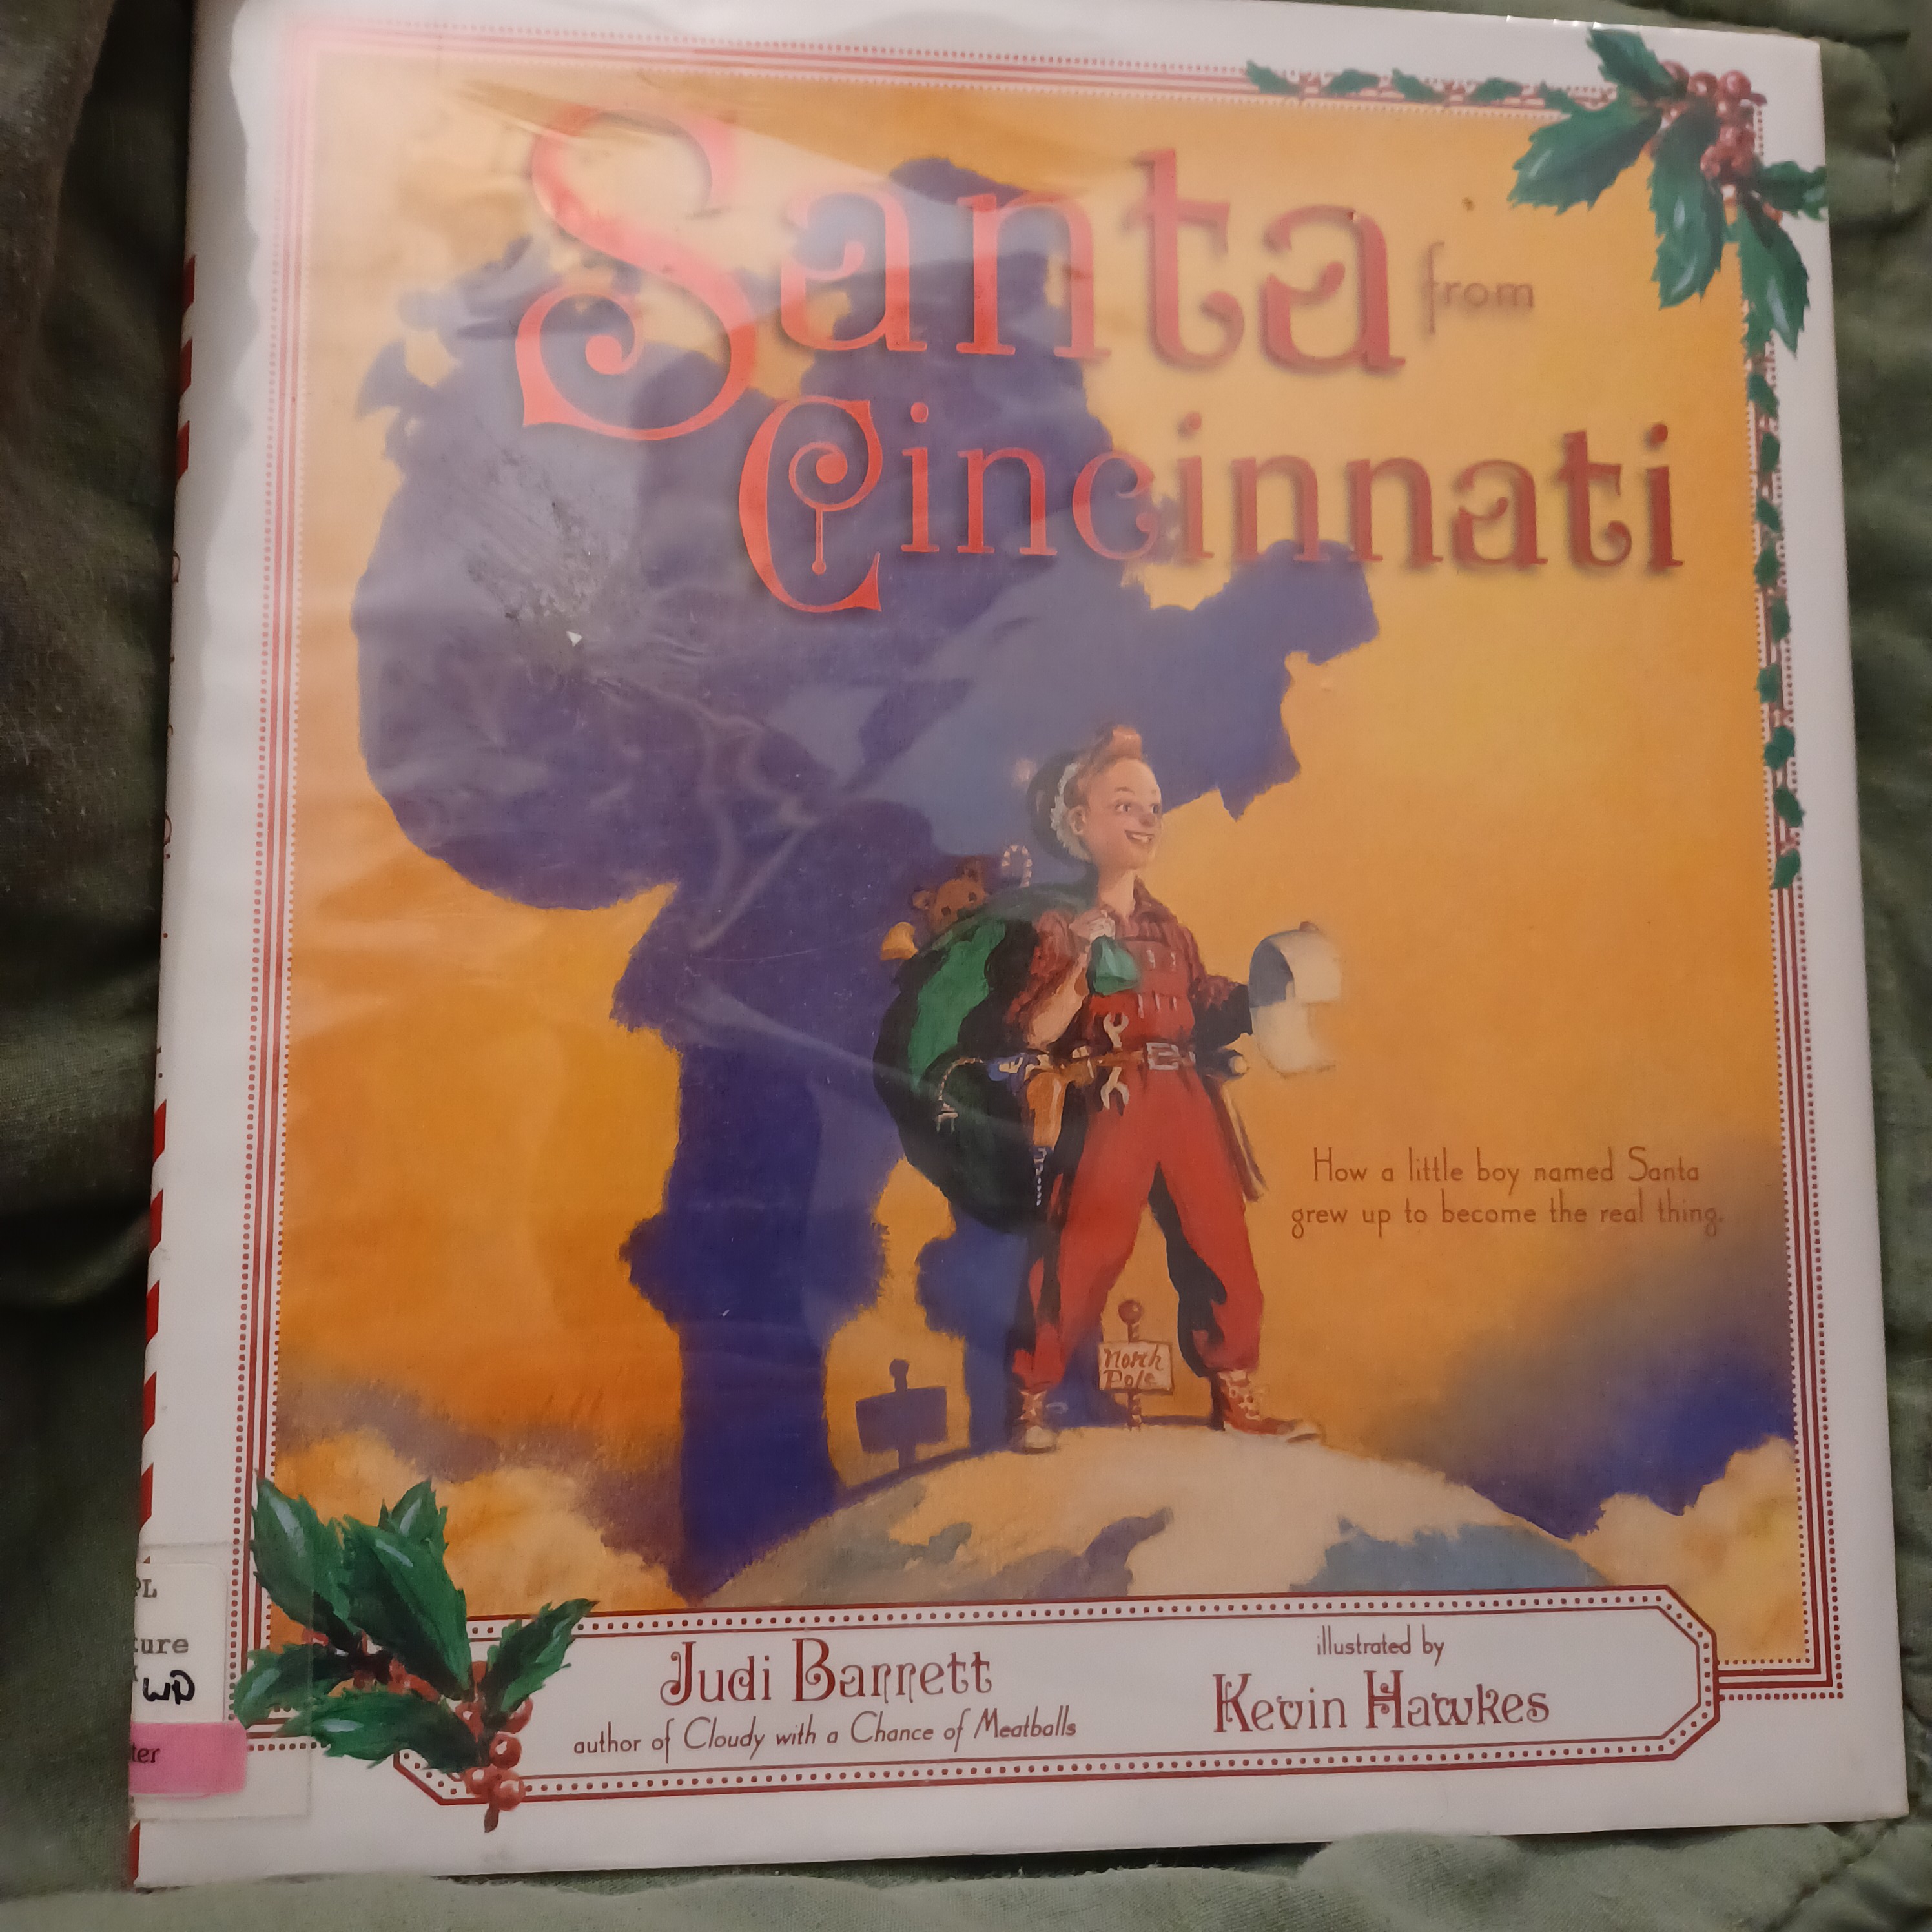 Santa from
Cincinnati
How a little boy named Santa
grew up to become the real thing.
North
Pole
Judi Barrett
author of Cloudy with a Chance of Meatballs
illustrated by
Kevin Hawkes